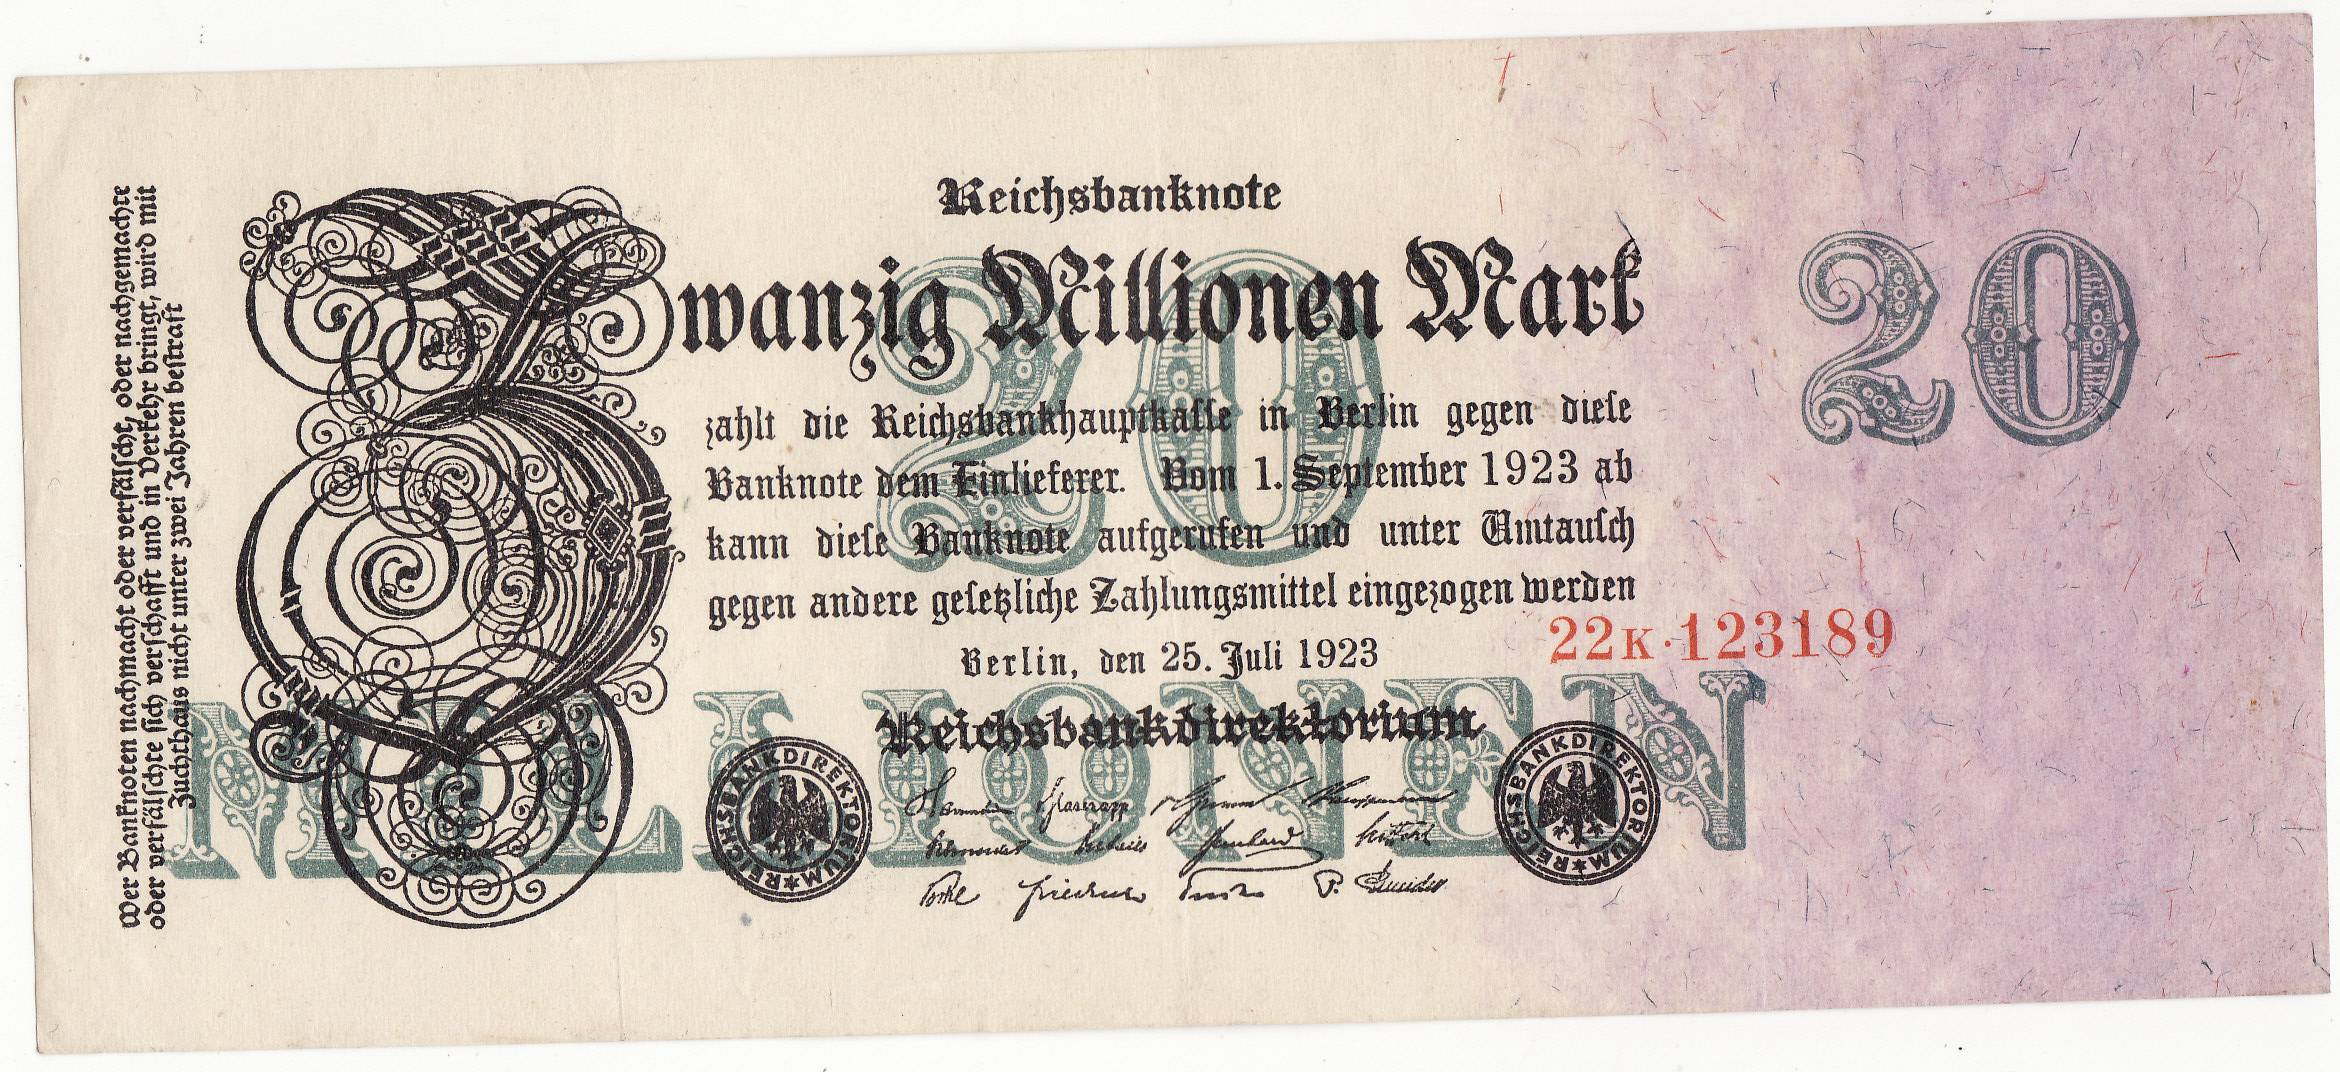 Wer Banknoten nachmacht oder verfälscht, oder nachgemachte
oder verfälschte sich verschafft und in Verkehr bringt, wird mit
Zuchthaus nicht unter zwei Jahren bestraft
Reichsbanknote
Zwanzig Millionen Mark
20
20
zahlt die Reichsbankhauptkasse in Berlin gegen diese
Banknote dem Einlieferer. Vom 1. September 1923 ab
kann diese Banknote aufgerufen und unter Umtausch
gegen andere gesetzliche Zahlungsmittel eingezogen werden
22K·123189
Berlin, den 25. Juli 1923
MILLIONEN
Reichsbankdirektorium
REICHSBANKDIREKTORIUM
REICHSBANKDIREKTORIUM